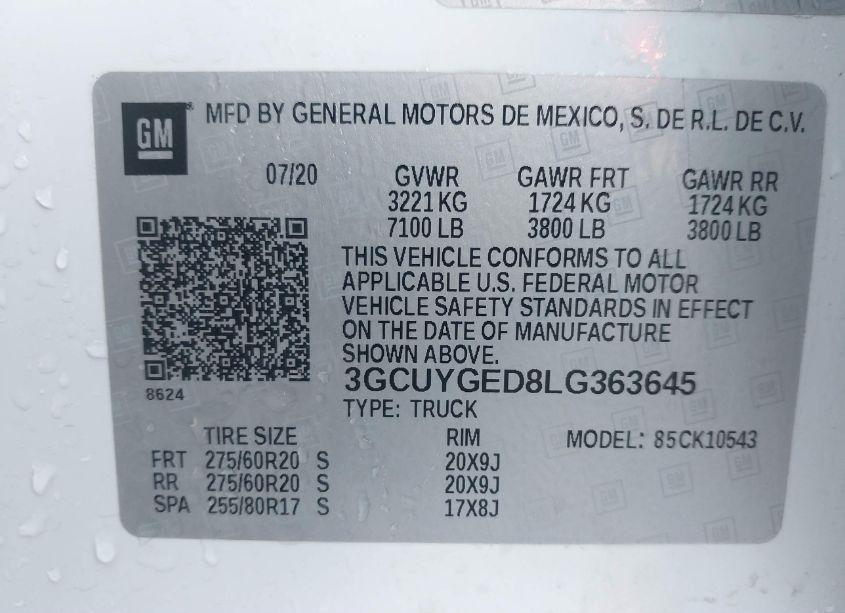 GM ® MFD BY GENERAL MOTORS DE MEXICO, S. DE R.L. DE C.V.
07/20 GVWR GAWR FRT GAWR RR
3221 KG 1724 KG 1724 KG
7100 LB 3800 LB 3800 LB
THIS VEHICLE CONFORMS TO ALL
APPLICABLE U.S. FEDERAL MOTOR
VEHICLE SAFETY STANDARDS IN EFFECT
ON THE DATE OF MANUFACTURE
SHOWN ABOVE.
3GCUYGED8LG363645
8624
TYPE: TRUCK
TIRE SIZE RIM MODEL: 85CK10543
FRT 275/60R20 S 20X9J
RR 275/60R20 S 20X9J
SPA 255/80R17 S 17X8J